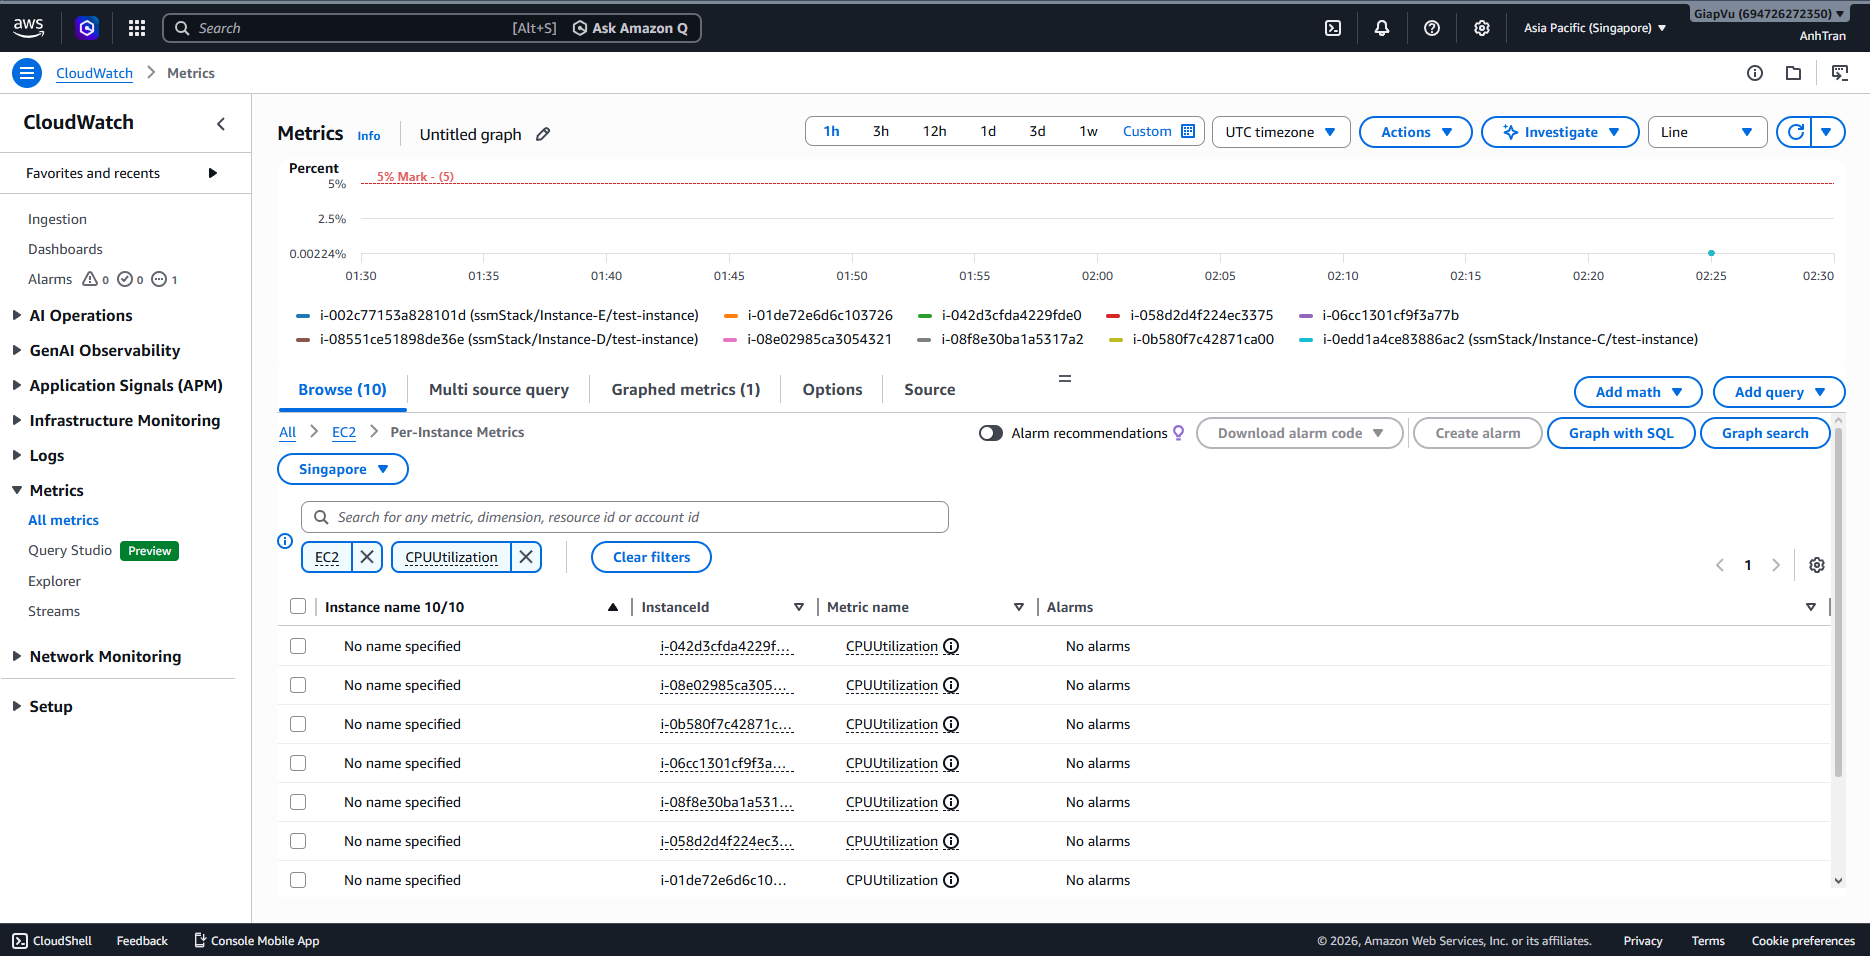 aws
Search [Alt+S] Ask Amazon Q
Asia Pacific (Singapore)
GiapVu (694726272350)
AnhTran
CloudWatch > Metrics
CloudWatch
Favorites and recents
Ingestion
Dashboards
Alarms 0 0 1
AI Operations
GenAI Observability
Application Signals (APM)
Infrastructure Monitoring
Logs
Metrics
All metrics
Query Studio Preview
Explorer
Streams
Network Monitoring
Setup
Metrics Info Untitled graph
1h 3h 12h 1d 3d 1w Custom UTC timezone Actions Investigate Line
Percent
5% Mark - (5)
5%
2.5%
0.00224%
01:30 01:35 01:40 01:45 01:50 01:55 02:00 02:05 02:10 02:15 02:20 02:25 02:30
i-002c77153a828101d (ssmStack/Instance-E/test-instance) i-01de72e6d6c103726 i-042d3cfda4229fde0 i-058d2d4f224ec3375 i-06cc1301cf9f3a77b
i-08551ce51898de36e (ssmStack/Instance-D/test-instance) i-08e02985ca3054321 i-08f8e30ba1a5317a2 i-0b580f7c42871ca00 i-0edd1a4ce83886ac2 (ssmStack/Instance-C/test-instance)
Browse (10) Multi source query Graphed metrics (1) Options Source
Add math Add query
All > EC2 > Per-Instance Metrics
Alarm recommendations Download alarm code Create alarm Graph with SQL Graph search
Singapore
Search for any metric, dimension, resource id or account id
EC2 CPUUtilization Clear filters
1
Instance name 10/10 InstanceId Metric name Alarms
No name specified i-042d3cfda4229f... CPUUtilization No alarms
No name specified i-08e02985ca305... CPUUtilization No alarms
No name specified i-0b580f7c42871c... CPUUtilization No alarms
No name specified i-06cc1301cf9f3a... CPUUtilization No alarms
No name specified i-08f8e30ba1a531... CPUUtilization No alarms
No name specified i-058d2d4f224ec3... CPUUtilization No alarms
No name specified i-01de72e6d6c10... CPUUtilization No alarms
CloudShell Feedback Console Mobile App
© 2026, Amazon Web Services, Inc. or its affiliates. Privacy Terms Cookie preferences